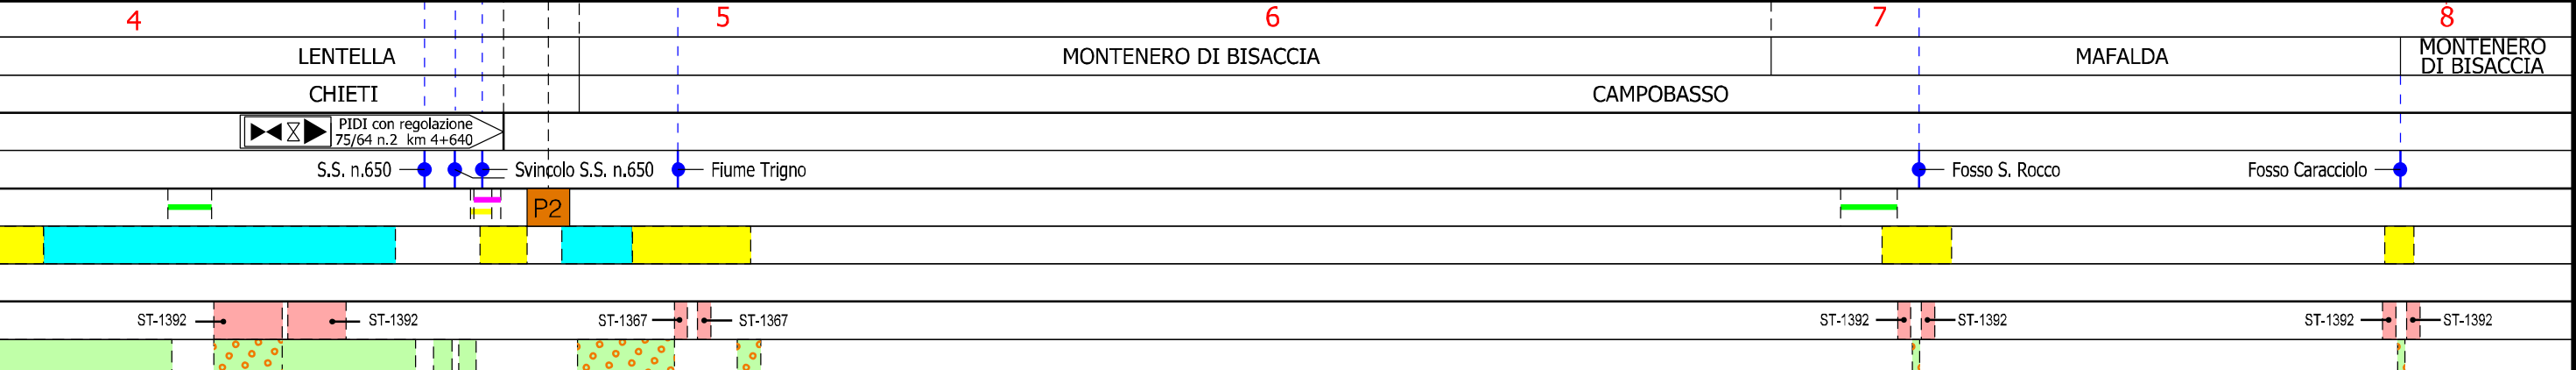 4 5 6 7 8
LENTELLA MONTENERO DI BISACCIA MAFALDA MONTENERO
DI BISACCIA
CHIETI CAMPOBASSO
PIDI con regolazione
75/64 n.2 km 4+640
S.S. n.650 Svincolo S.S. n.650 Fiume Trigno Fosso S. Rocco Fosso Caracciolo
P2
ST-1392 ST-1392 ST-1367 ST-1367 ST-1392 ST-1392 ST-1392 ST-1392